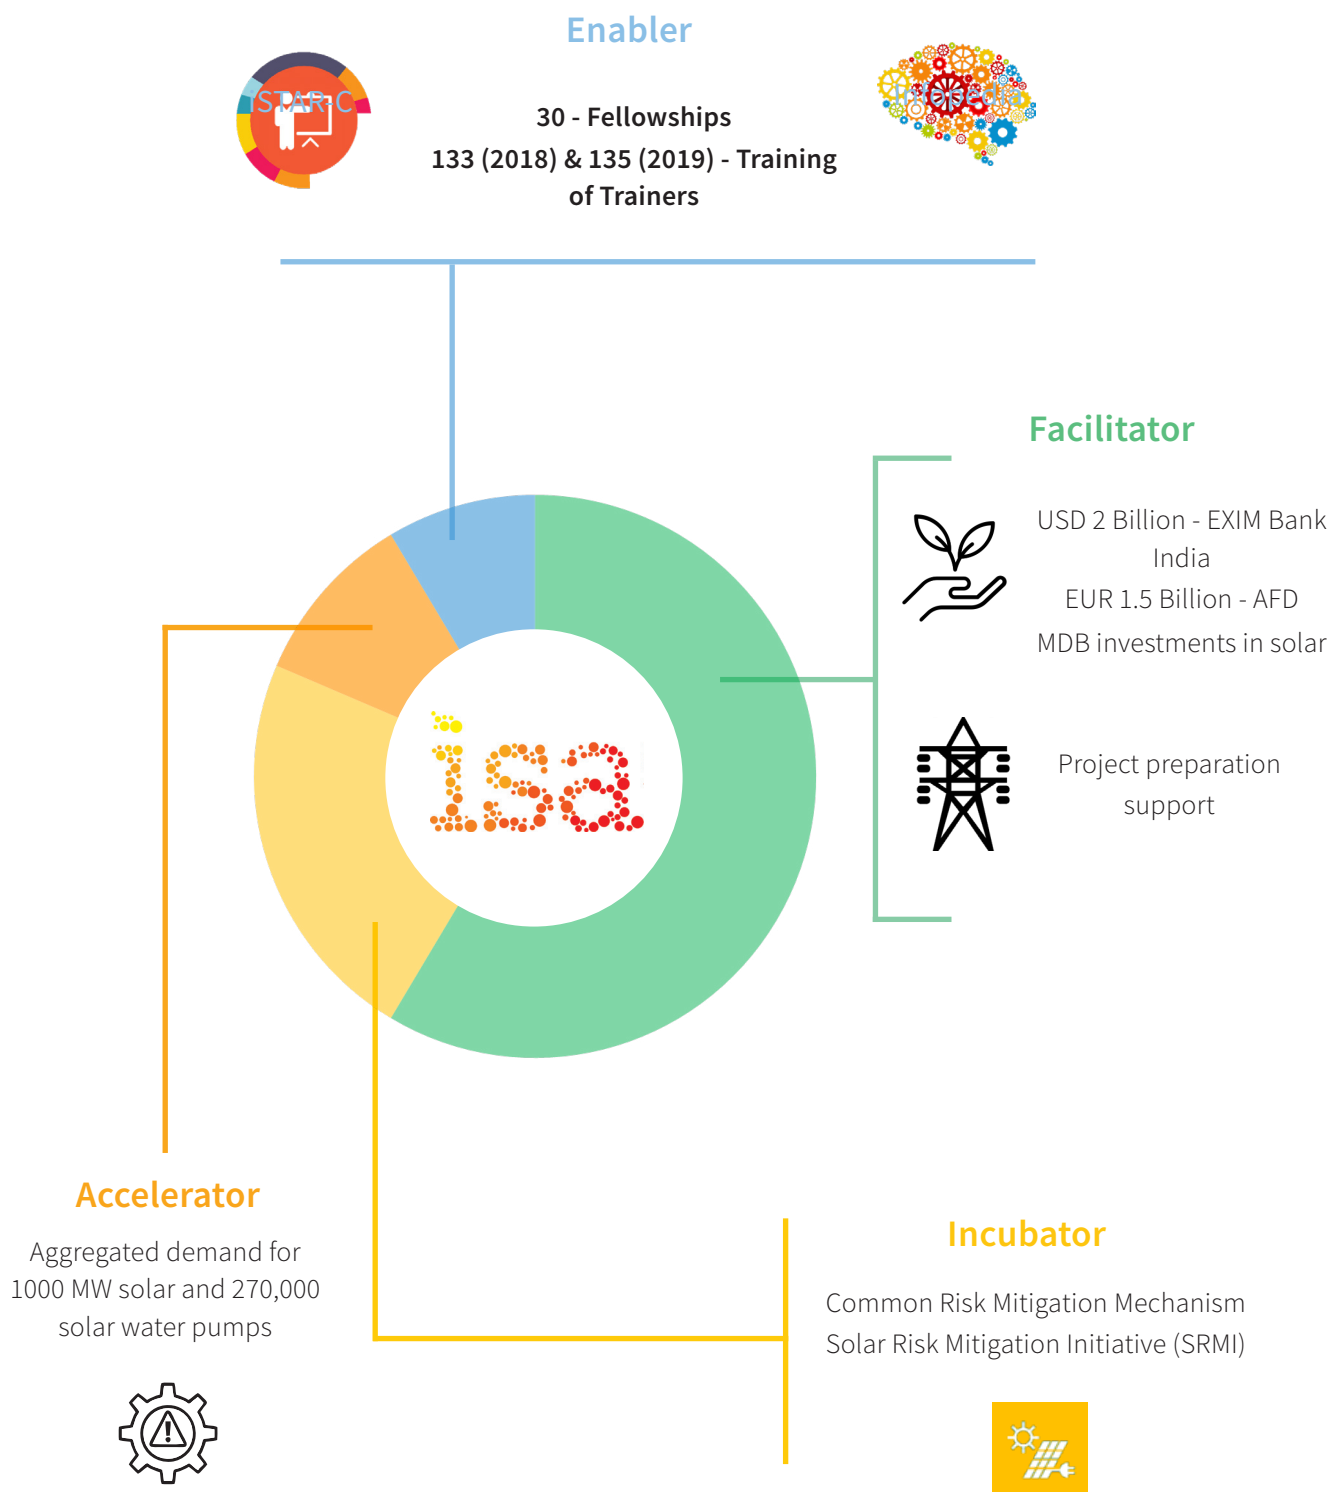 Enabler
iSTAR-C
Infopedia
30 - Fellowships
133 (2018) & 135 (2019) - Training
of Trainers
Facilitator
USD 2 Billion - EXIM Bank
India
EUR 1.5 Billion - AFD
MDB investments in solar
Project preparation
support
isa
Accelerator
Aggregated demand for
1000 MW solar and 270,000
solar water pumps
Incubator
Common Risk Mitigation Mechanism
Solar Risk Mitigation Initiative (SRMI)